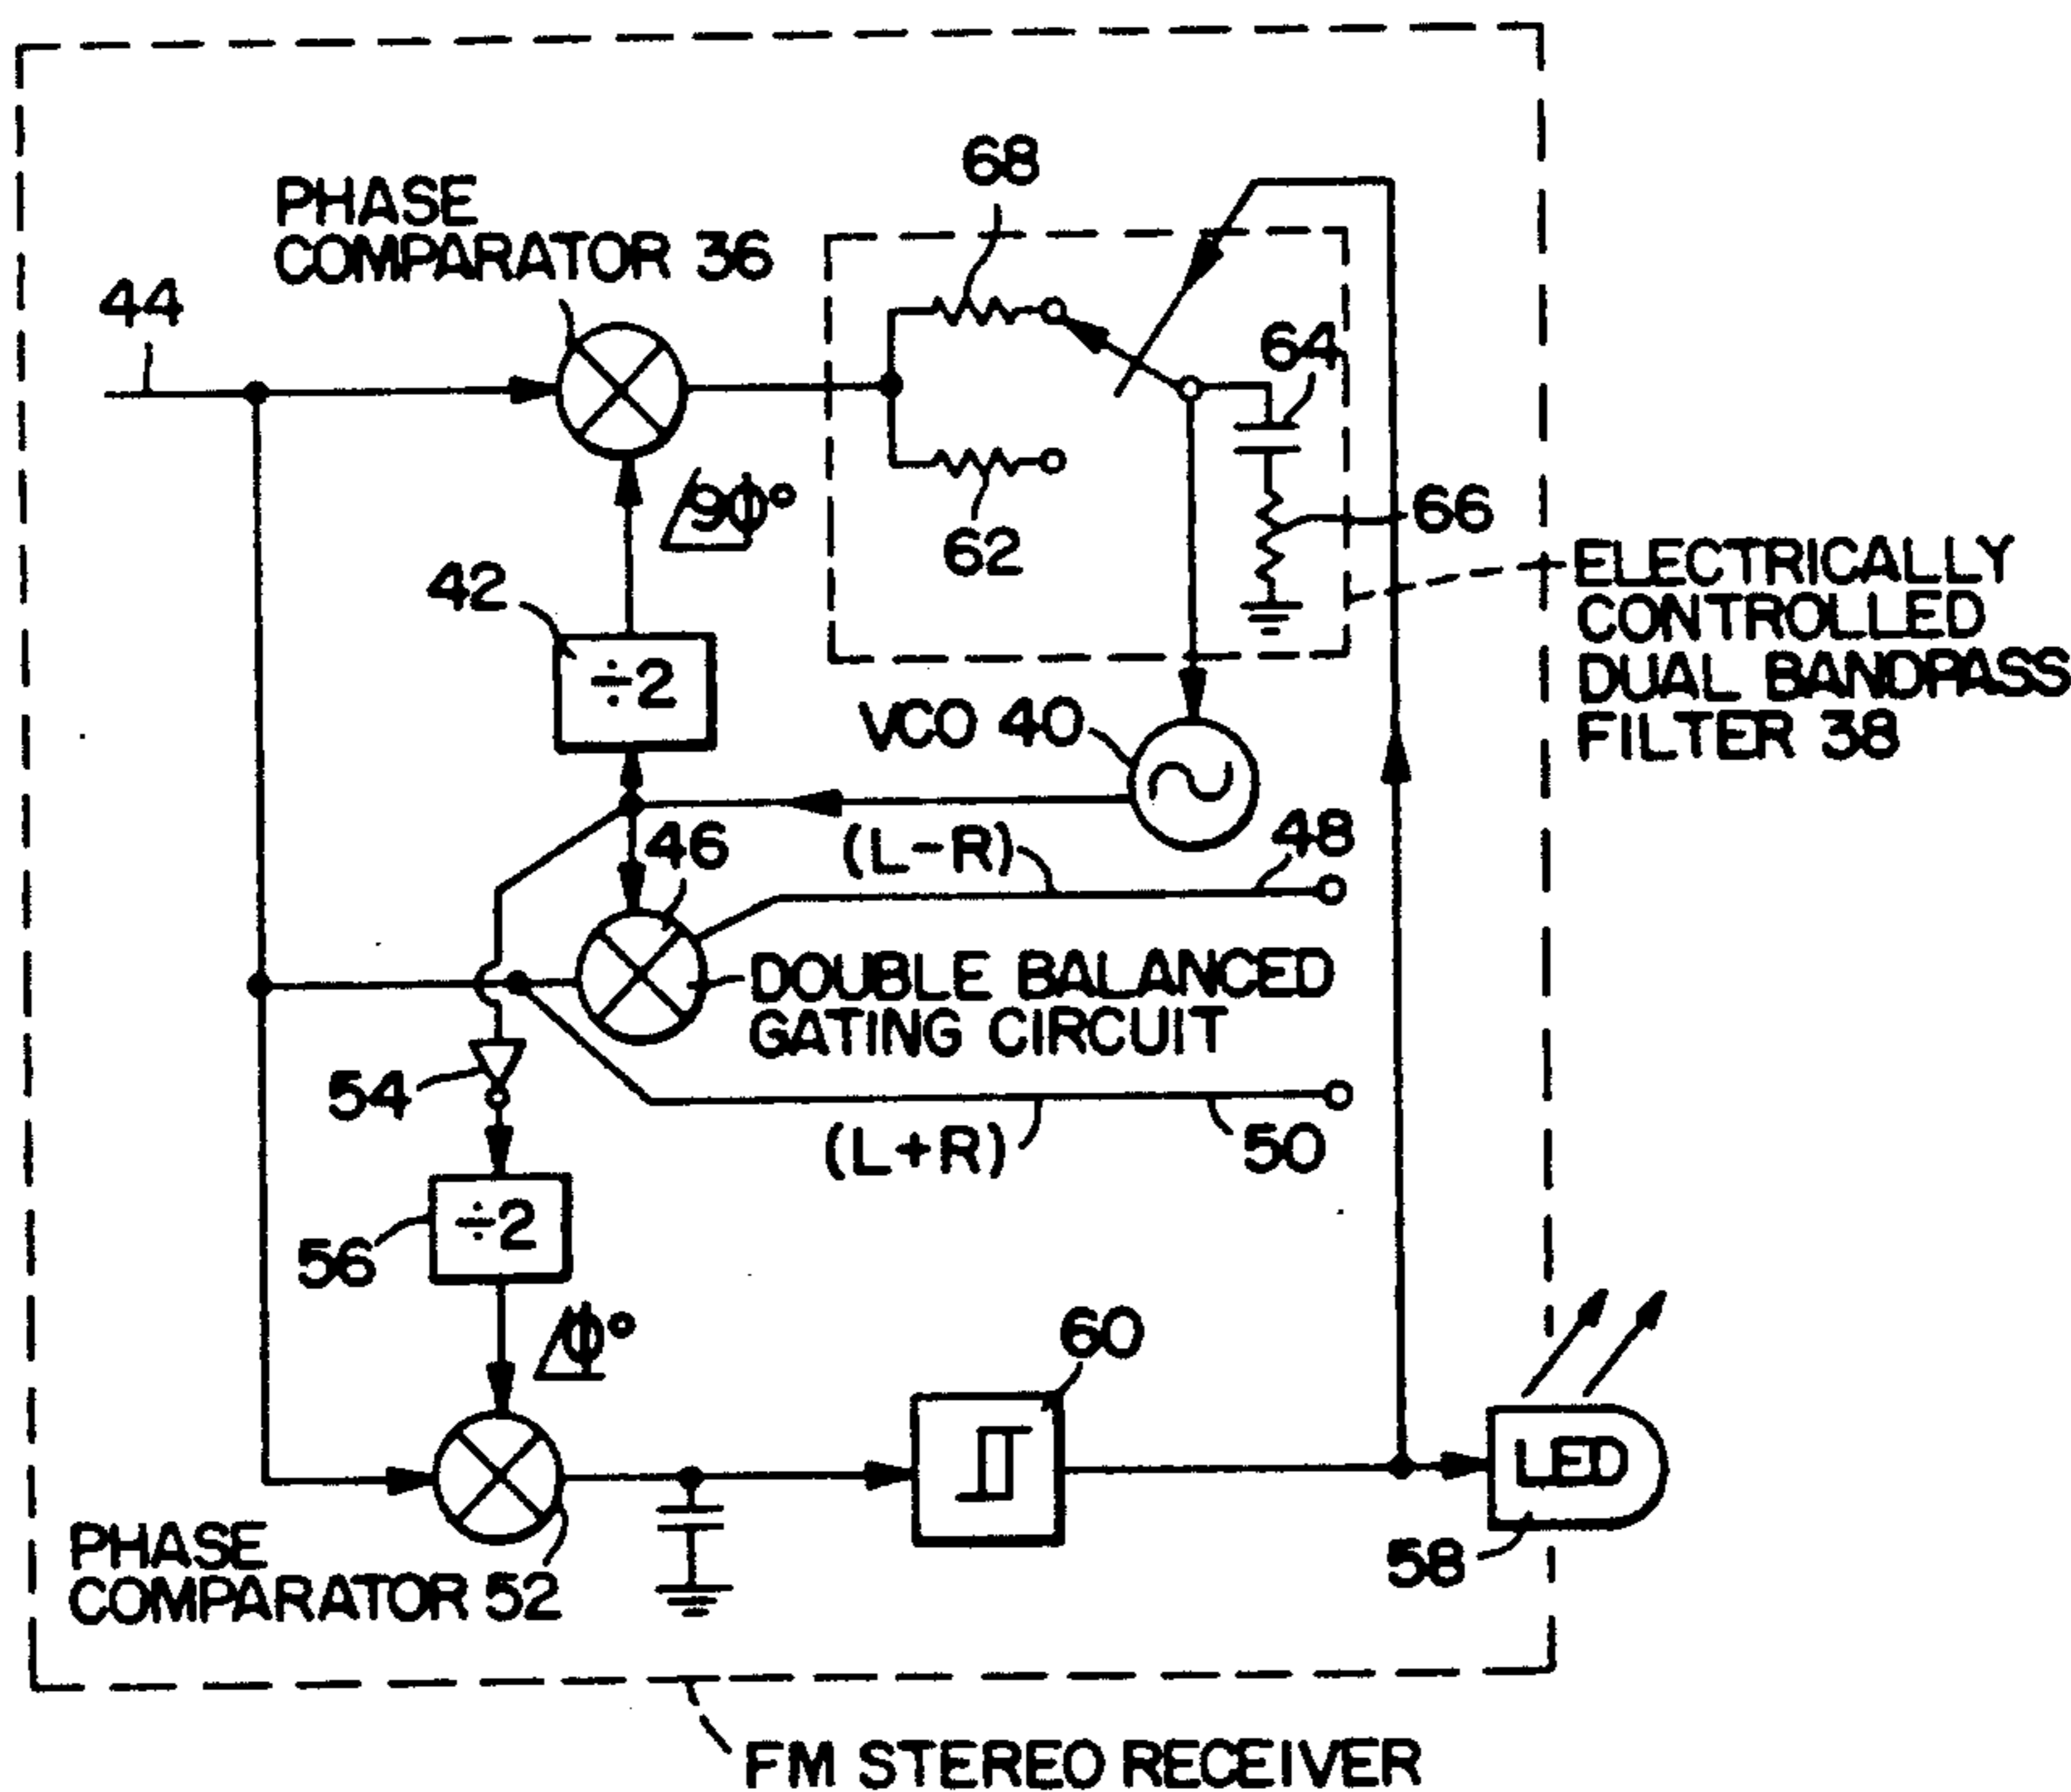 68
PHASE
COMPARATOR 36
44
64
9ϕ°
66
62
ELECTRICALLY
CONTROLLED
DUAL BANDPASS
FILTER 38
42
÷2
VCO 40
46
(L-R)
48
DOUBLE BALANCED
GATING CIRCUIT
54
(L+R)
50
÷2
56
ϕ°
60
LED
58
PHASE
COMPARATOR 52
FM STEREO RECEIVER